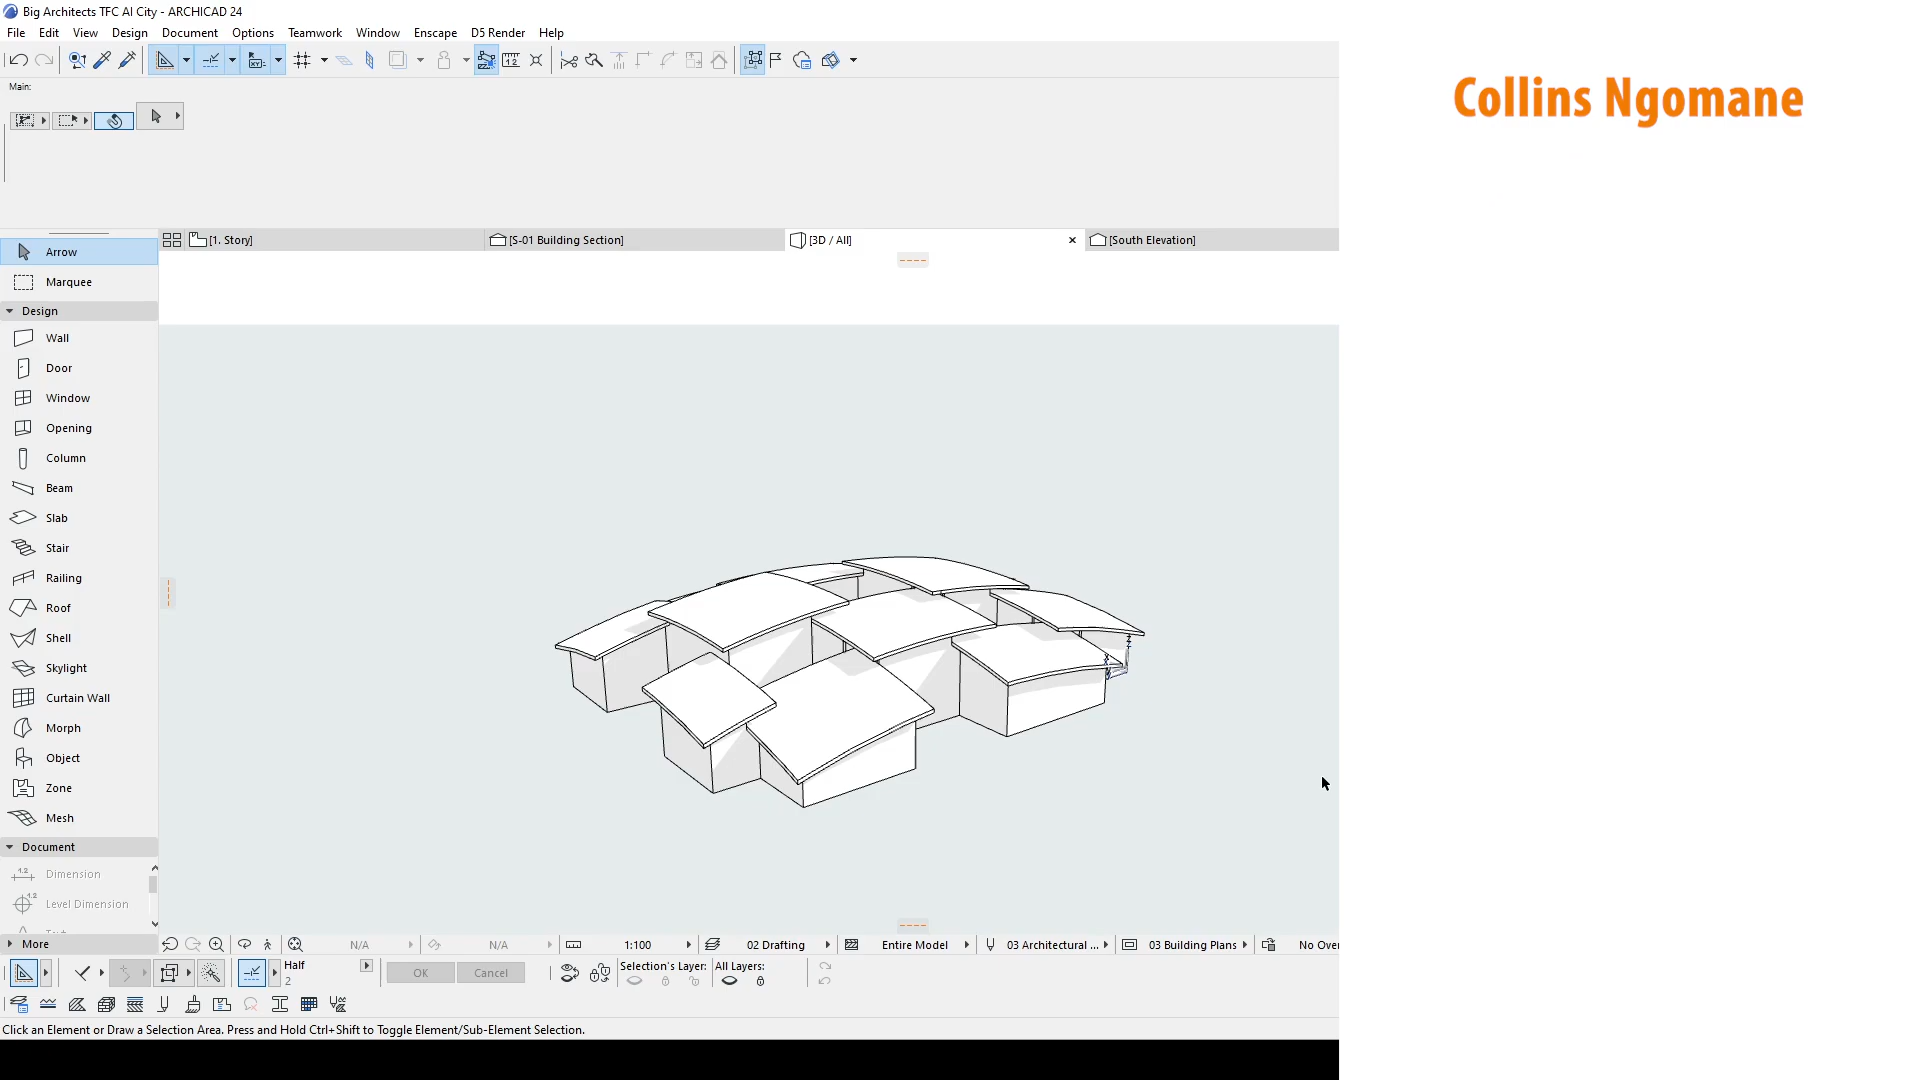 Big Architects TFC AI City - ARCHICAD 24
File Edit View Design Document Options Teamwork Window Enscape D5 Render Help
Main:
Collins Ngomane
[1. Story] [S-01 Building Section] [3D / All] [South Elevation]
Arrow
Marquee
Design
Wall
Door
Window
Opening
Column
Beam
Slab
Stair
Railing
Roof
Shell
Skylight
Curtain Wall
Morph
Object
Zone
Mesh
Document
1.2 Dimension
1.2 Level Dimension
More
N/A N/A 1:100 02 Drafting Entire Model 03 Architectural ... 03 Building Plans No Over
Half
2
OK Cancel
Selection's Layer: All Layers:
Click an Element or Draw a Selection Area. Press and Hold Ctrl+Shift to Toggle Element/Sub-Element Selection.